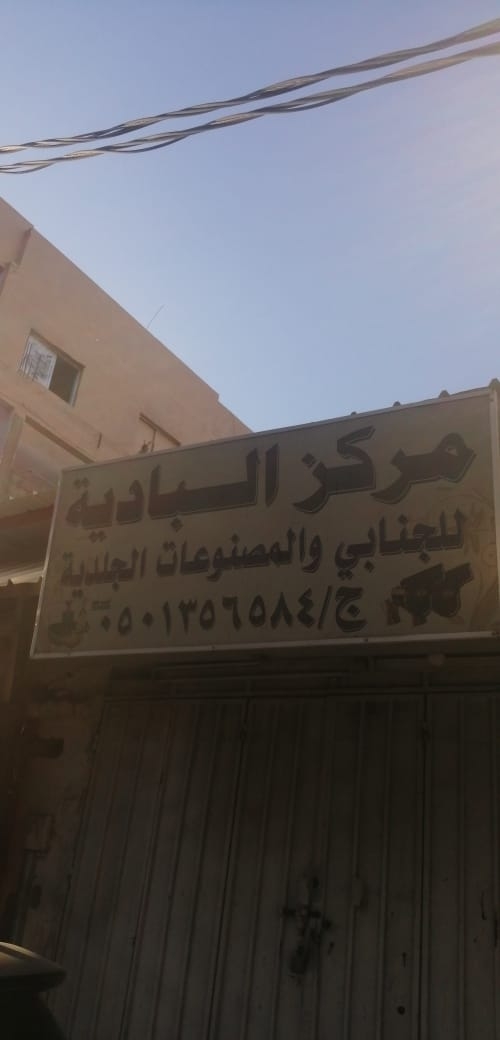 مركز البادية
للجنابي والمصنوعات الجلدية
ج/٠٥٠١٣٥٦٥٨٤